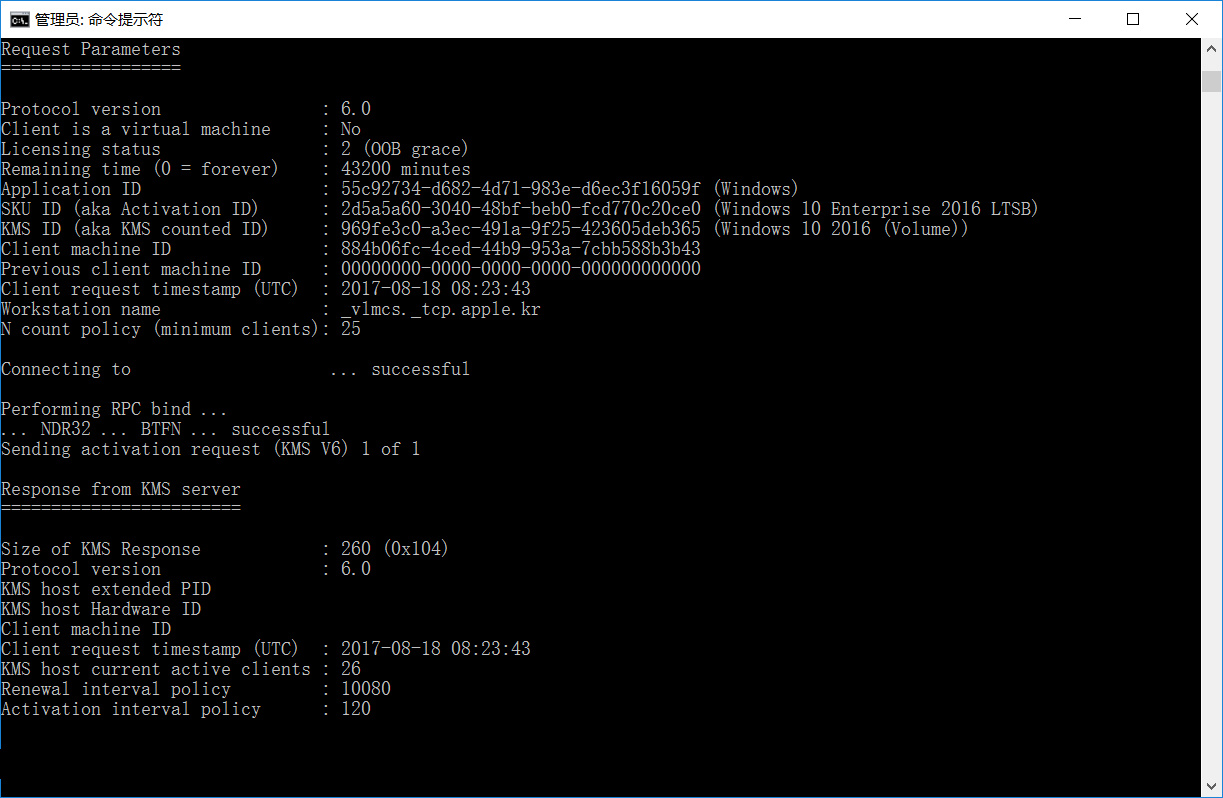 管理员: 命令提示符
Request Parameters
==================
Protocol version : 6.0
Client is a virtual machine : No
Licensing status : 2 (OOB grace)
Remaining time (0 = forever) : 43200 minutes
Application ID : 55c92734-d682-4d71-983e-d6ec3f16059f (Windows)
SKU ID (aka Activation ID) : 2d5a5a60-3040-48bf-beb0-fcd770c20ce0 (Windows 10 Enterprise 2016 LTSB)
KMS ID (aka KMS counted ID) : 969fe3c0-a3ec-491a-9f25-423605deb365 (Windows 10 2016 (Volume))
Client machine ID : 884b06fc-4ced-44b9-953a-7cbb588b3b43
Previous client machine ID : 00000000-0000-0000-0000-000000000000
Client request timestamp (UTC) : 2017-08-18 08:23:43
Workstation name : _vlmcs._tcp.apple.kr
N count policy (minimum clients): 25
Connecting to ... successful
Performing RPC bind ...
... NDR32 ... BTFN ... successful
Sending activation request (KMS V6) 1 of 1
Response from KMS server
========================
Size of KMS Response : 260 (0x104)
Protocol version : 6.0
KMS host extended PID
KMS host Hardware ID
Client machine ID
Client request timestamp (UTC) : 2017-08-18 08:23:43
KMS host current active clients : 26
Renewal interval policy : 10080
Activation interval policy : 120